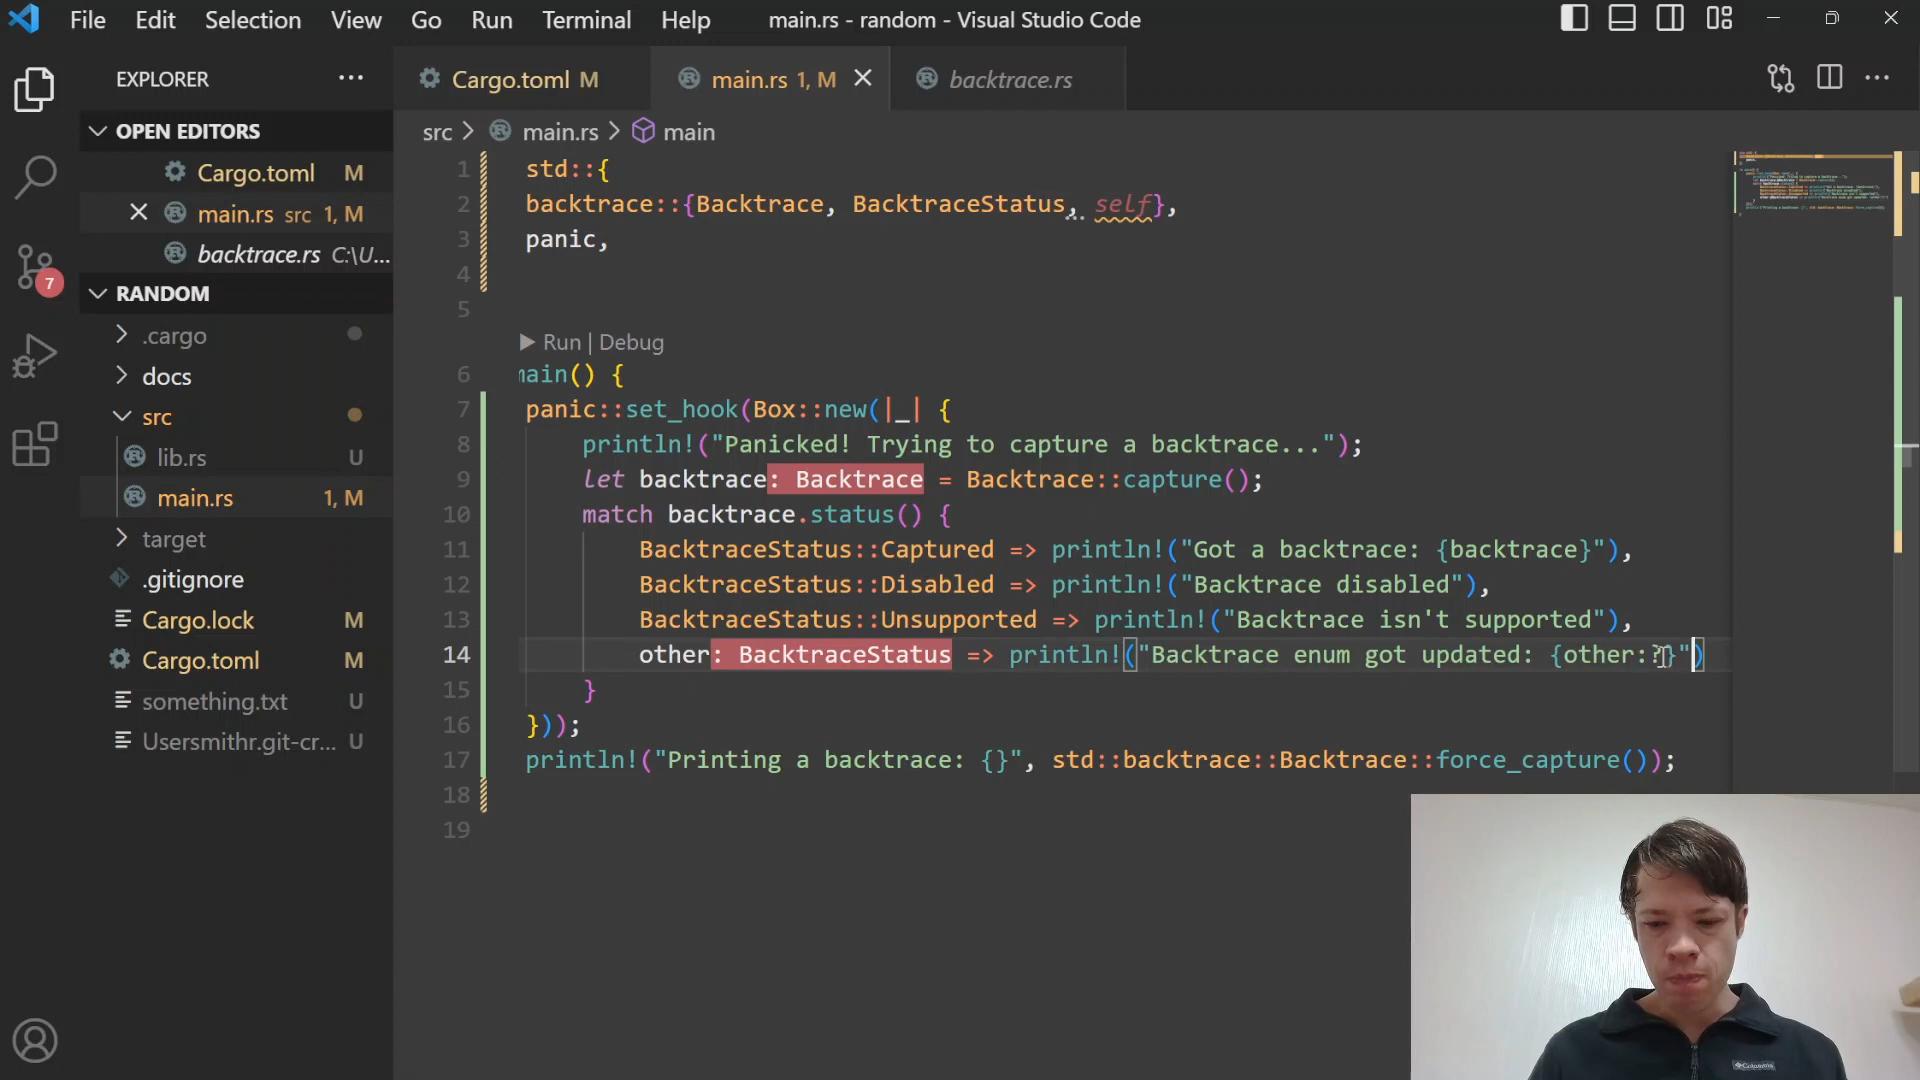 File Edit Selection View Go Run Terminal Help main.rs - random - Visual Studio Code
EXPLORER
OPEN EDITORS
Cargo.toml M
main.rs src 1, M
backtrace.rs C:\U...
RANDOM
.cargo
docs
src
lib.rs U
main.rs 1, M
target
.gitignore
Cargo.lock M
Cargo.toml M
something.txt U
Usersmithr.git-cr... U
7
Cargo.toml M main.rs 1, M backtrace.rs
src > main.rs > main
1 std::{
2 backtrace::{Backtrace, BacktraceStatus, self},
3 panic,
4
5
Run | Debug
6 main() {
7 panic::set_hook(Box::new(|_| {
8 println!("Panicked! Trying to capture a backtrace...");
9 let backtrace: Backtrace = Backtrace::capture();
10 match backtrace.status() {
11 BacktraceStatus::Captured => println!("Got a backtrace: {backtrace}"),
12 BacktraceStatus::Disabled => println!("Backtrace disabled"),
13 BacktraceStatus::Unsupported => println!("Backtrace isn't supported"),
14 other: BacktraceStatus => println!("Backtrace enum got updated: {other:?}")
15 }
16 }));
17 println!("Printing a backtrace: {}", std::backtrace::Backtrace::force_capture());
18
19
Columbia